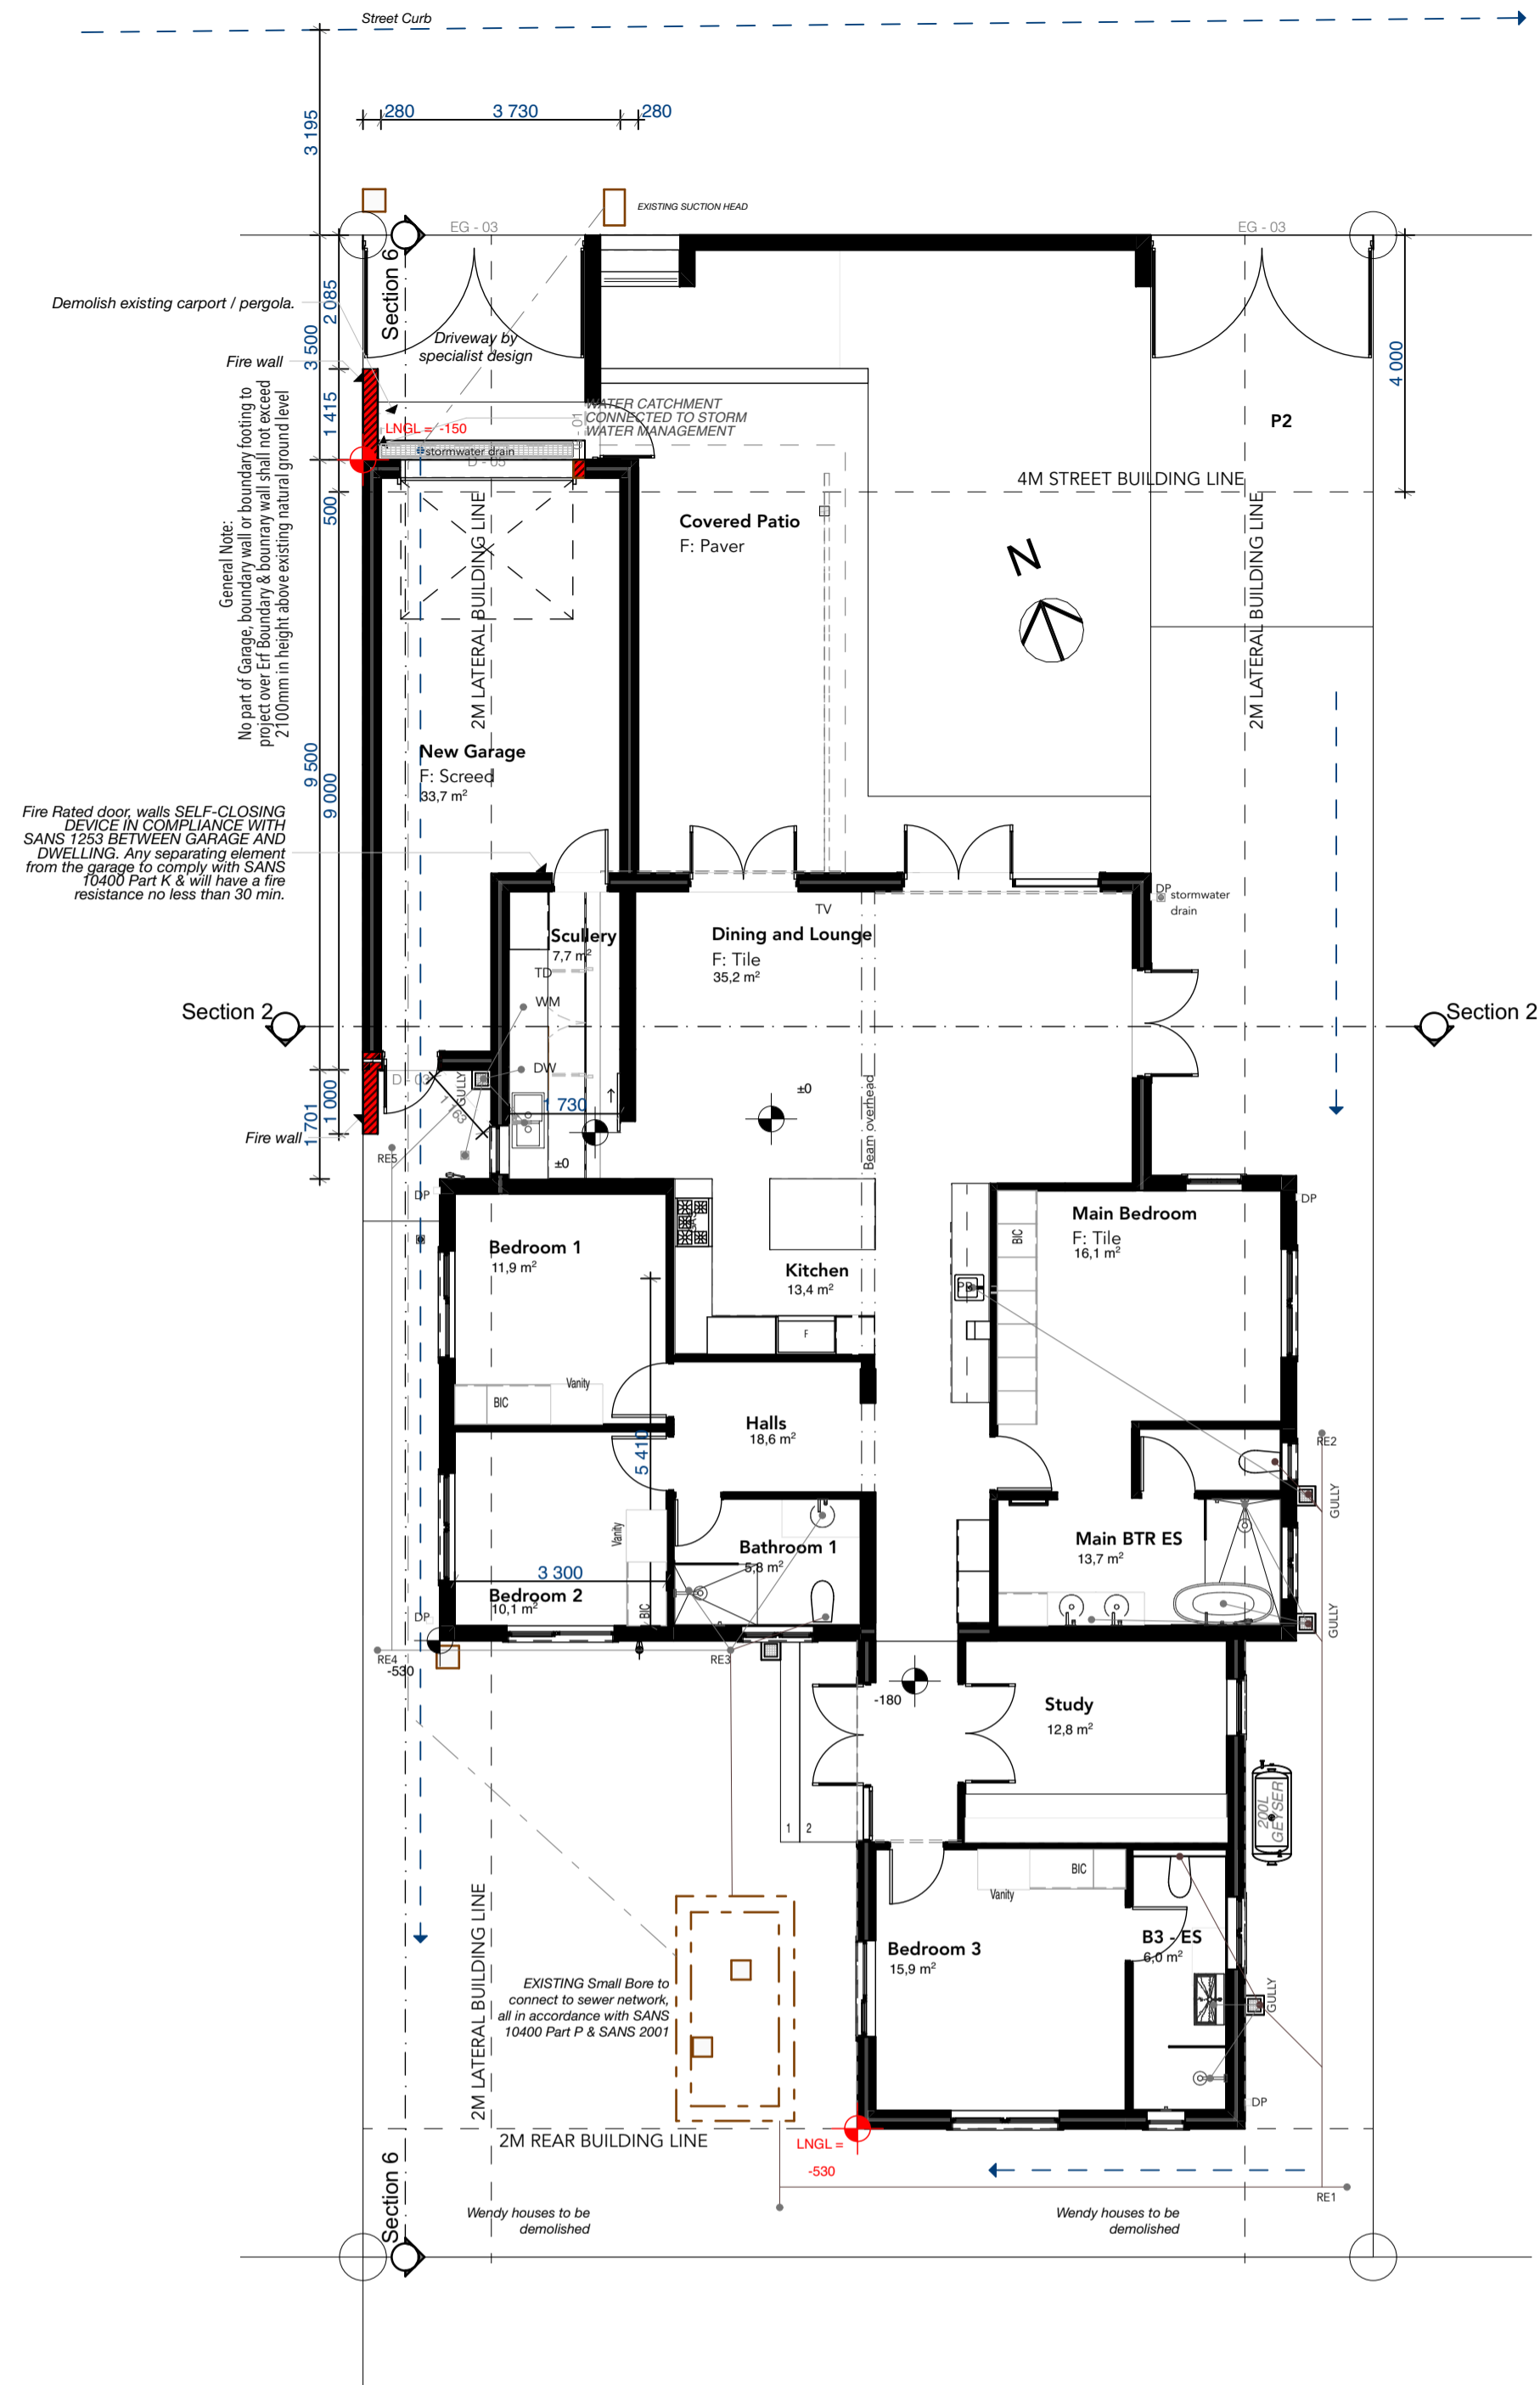 Street Curb
3 195
280
3 730
280
EXISTING SUCTION HEAD
EG - 03
EG - 03
Section 6
Demolish existing carport / pergola.
2 085
3 500
Driveway by
specialist design
Fire wall
4 000
1 415
WATER CATCHMENT
CONNECTED TO STORM
WATER MANAGEMENT
P2
LNGL = -150
stormwater drain
D - 05
4M STREET BUILDING LINE
500
General Note:
No part of Garage, boundary wall or boundary footing to
project over Erf Boundary & bounrary wall shall not exceed
2100mm in height above existing natural ground level
2M LATERAL BUILDING LINE
Covered Patio
F: Paver
N
2M LATERAL BUILDING LINE
New Garage
F: Screed
33,7 m²
9 500
9 000
Fire Rated door, walls SELF-CLOSING
DEVICE IN COMPLIANCE WITH
SANS 1253 BETWEEN GARAGE AND
DWELLING. Any separating element
from the garage to comply with SANS
10400 Part K & will have a fire
resistance no less than 30 min.
DP
stormwater
drain
TV
Scullery
7,7 m²
Dining and Lounge
F: Tile
35,2 m²
TD
WM
Section 2
Section 2
DW
D - 03
GULLY
1 163
1 730
±0
Beam overhead
1 000
1 701
Fire wall
RE5
±0
DP
DP
Main Bedroom
F: Tile
16,1 m²
BIC
Bedroom 1
11,9 m²
Kitchen
13,4 m²
PB
F
Vanity
BIC
Halls
18,6 m²
5 410
RE2
GULLY
Vanity
Bathroom 1
5,8 m²
Main BTR ES
13,7 m²
3 300
Bedroom 2
10,1 m²
BIC
DP
GULLY
RE4
-530
RE3
-180
Study
12,8 m²
200L
GEYSER
1
2
BIC
Vanity
2M LATERAL BUILDING LINE
Bedroom 3
15,9 m²
B3 - ES
6,0 m²
EXISTING Small Bore to
connect to sewer network,
all in accordance with SANS
10400 Part P & SANS 2001
GULLY
DP
2M REAR BUILDING LINE
LNGL =
-530
Section 6
RE1
Wendy houses to be
demolished
Wendy houses to be
demolished